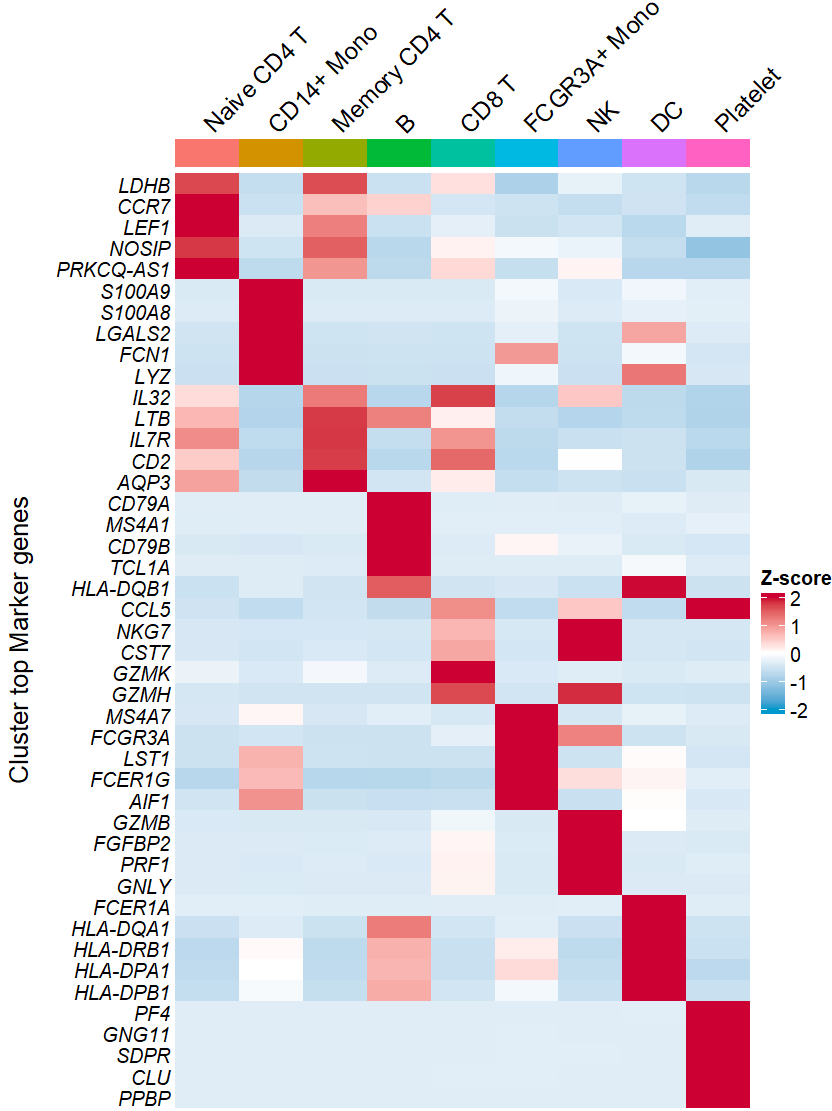 Naive CD4 T
CD14+ Mono
Memory CD4 T
B
CD8 T
FCGR3A+ Mono
NK
DC
Platelet
Cluster top Marker genes
LDHB
CCR7
LEF1
NOSIP
PRKCQ-AS1
S100A9
S100A8
LGALS2
FCN1
LYZ
IL32
LTB
IL7R
CD2
AQP3
CD79A
MS4A1
CD79B
TCL1A
HLA-DQB1
CCL5
NKG7
CST7
GZMK
GZMH
MS4A7
FCGR3A
LST1
FCER1G
AIF1
GZMB
FGFBP2
PRF1
GNLY
FCER1A
HLA-DQA1
HLA-DRB1
HLA-DPA1
HLA-DPB1
PF4
GNG11
SDPR
CLU
PPBP
Z-score
2
1
0
-1
-2